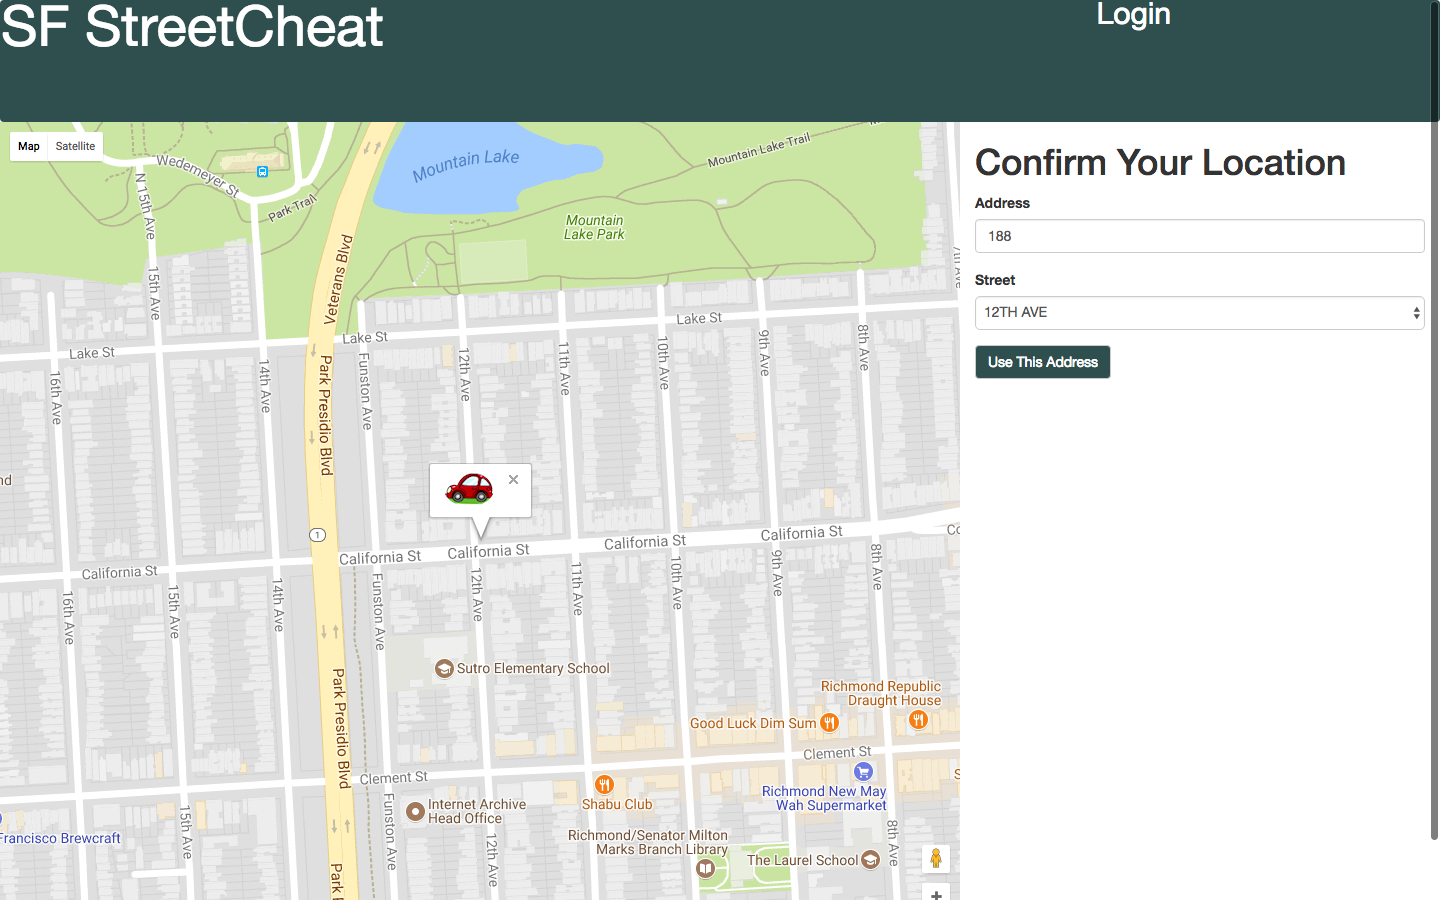 SF StreetCheat
Login
Map
Satellite
Confirm Your Location
Address
188
Street
12TH AVE
Use This Address
Mountain Lake
Mountain Lake Trail
Wedemeyer St
N 15th Ave
Park Trail
Mountain
Lake Park
7th Ave
15th Ave
15th Ave
Veterans Blvd
Lake St
Lake St
Lake St
16th Ave
14th Ave
Park Presidio Blvd
Funston Ave
12th Ave
11th Ave
10th Ave
9th Ave
8th Ave
nd
×
1
California St
California St
California St
California St
California St
Co
16th Ave
15th Ave
14th Ave
Funston Ave
12th Ave
11th Ave
10th Ave
9th Ave
8th Ave
Sutro Elementary School
Park Presidio Blvd
Richmond Republic
Draught House
Good Luck Dim Sum
Clement St
Clement St
S
Shabu Club
Richmond New May
Wah Supermarket
Internet Archive
Head Office
Francisco Brewcraft
15th Ave
Funston Ave
12th Ave
8th Ave
Richmond/Senator Milton
Marks Branch Library
The Laurel School
Park F
+